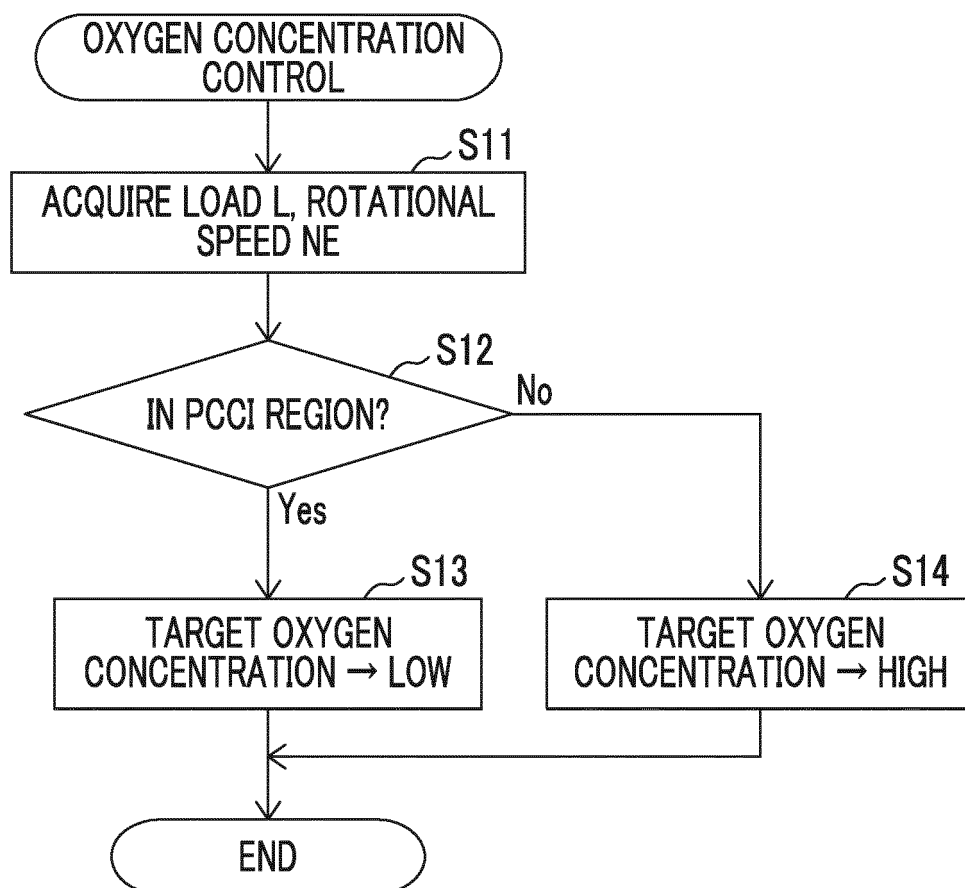 OXYGEN CONCENTRATION
CONTROL
S11
ACQUIRE LOAD L, ROTATIONAL
SPEED NE
S12
IN PCCI REGION?
No
Yes
S13
TARGET OXYGEN
CONCENTRATION → LOW
S14
TARGET OXYGEN
CONCENTRATION → HIGH
END